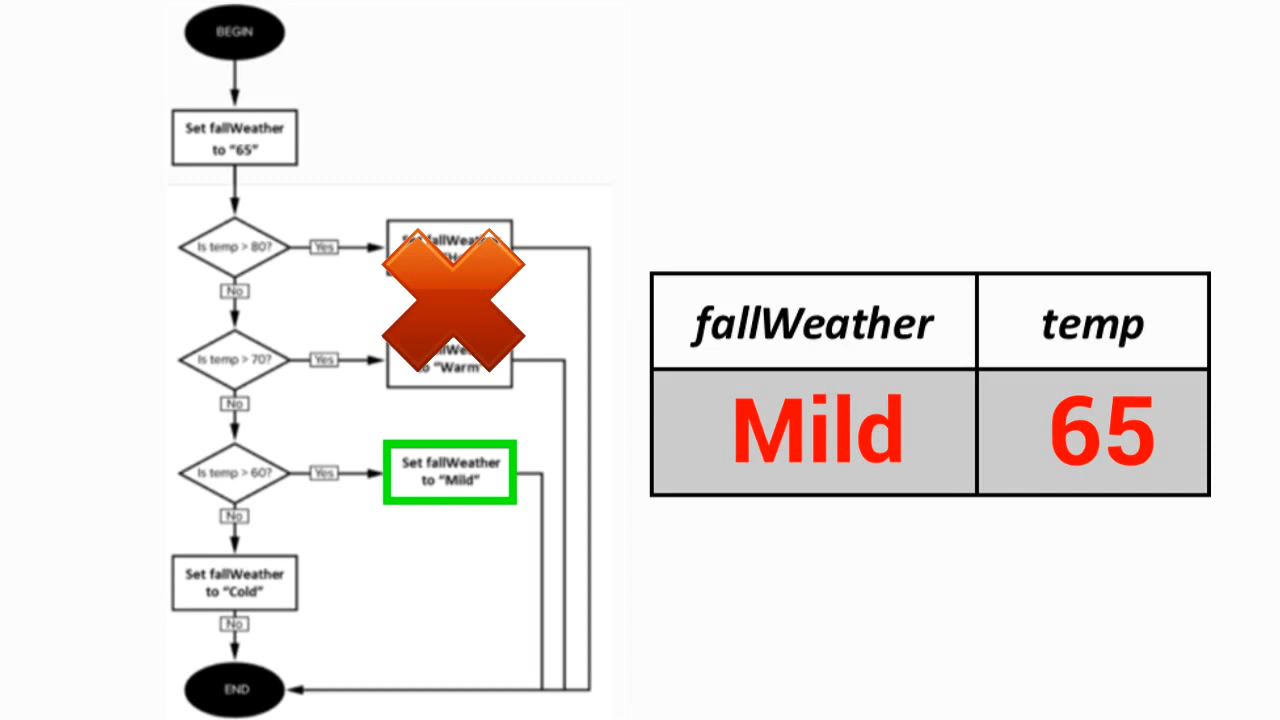 BEGIN
Set fallWeather
to “65”
Is temp > 80?
Yes
No
Is temp > 70?
Yes
to “Warm”
No
Is temp > 60?
Yes
Set fallWeather
to “Mild”
No
Set fallWeather
to “Cold”
No
END
fallWeather temp
Mild 65